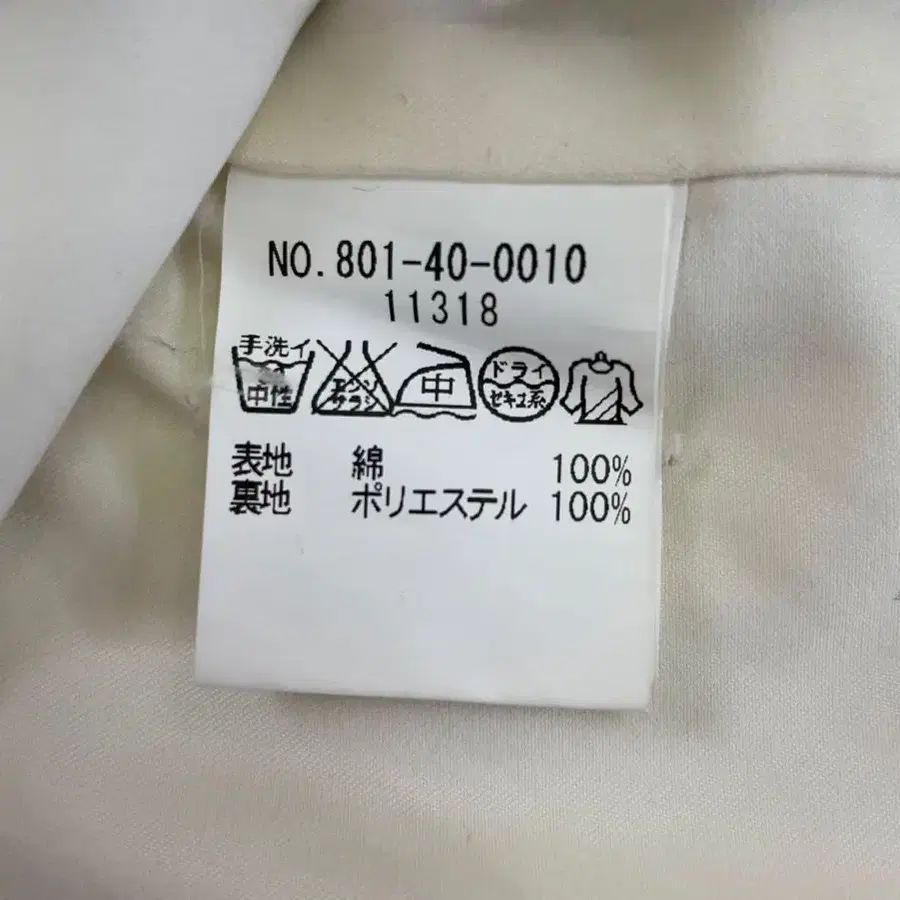 NO.801-40-0010
11318
手洗イ
中性
エンソ
サラシ
中
ドライ
セキユ系
表地 綿 100%
裏地 ポリエステル 100%